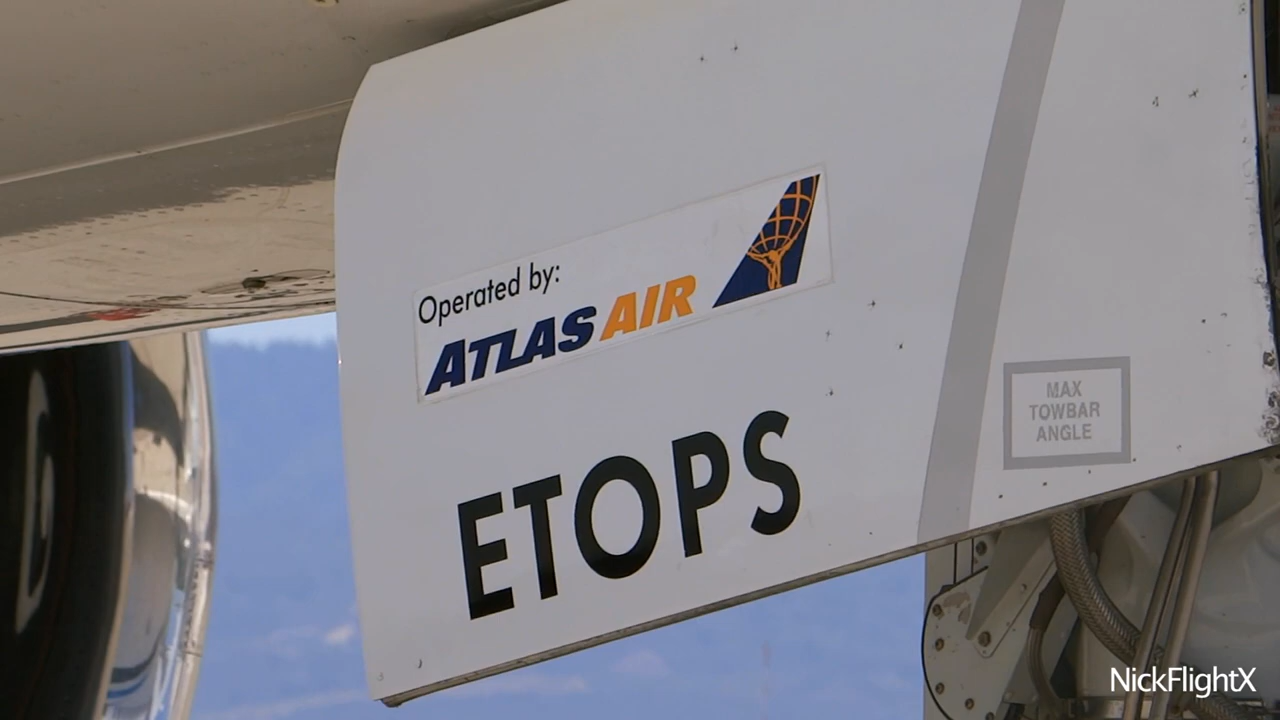 Operated by:
ATLAS AIR
ETOPS
MAX
TOWBAR
ANGLE
NickFlightX